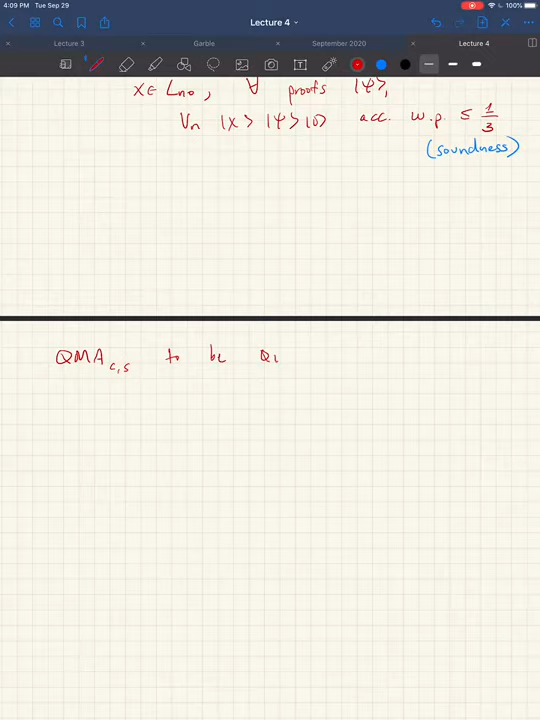 4:09 PM Tue Sep 29
100%
Lecture 4
Lecture 3
Garble
September 2020
Lecture 4
x ∈ L_no, ∀ proofs |ψ>,
V_n |x>|ψ>|0> acc. w.p. ≤ 1/3
(soundness)
QMA_c,s to be